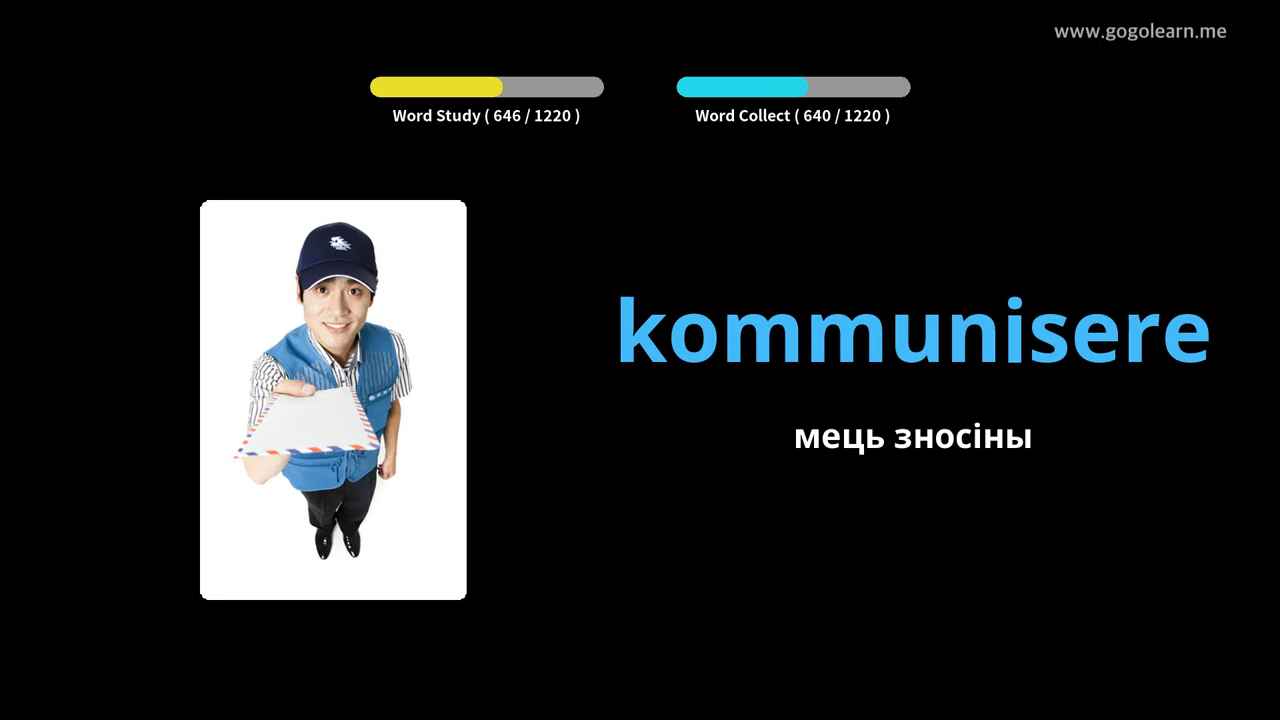 www.gogolearn.me
Word Study ( 646 / 1220 )
Word Collect ( 640 / 1220 )
kommunisere
мець зносіны